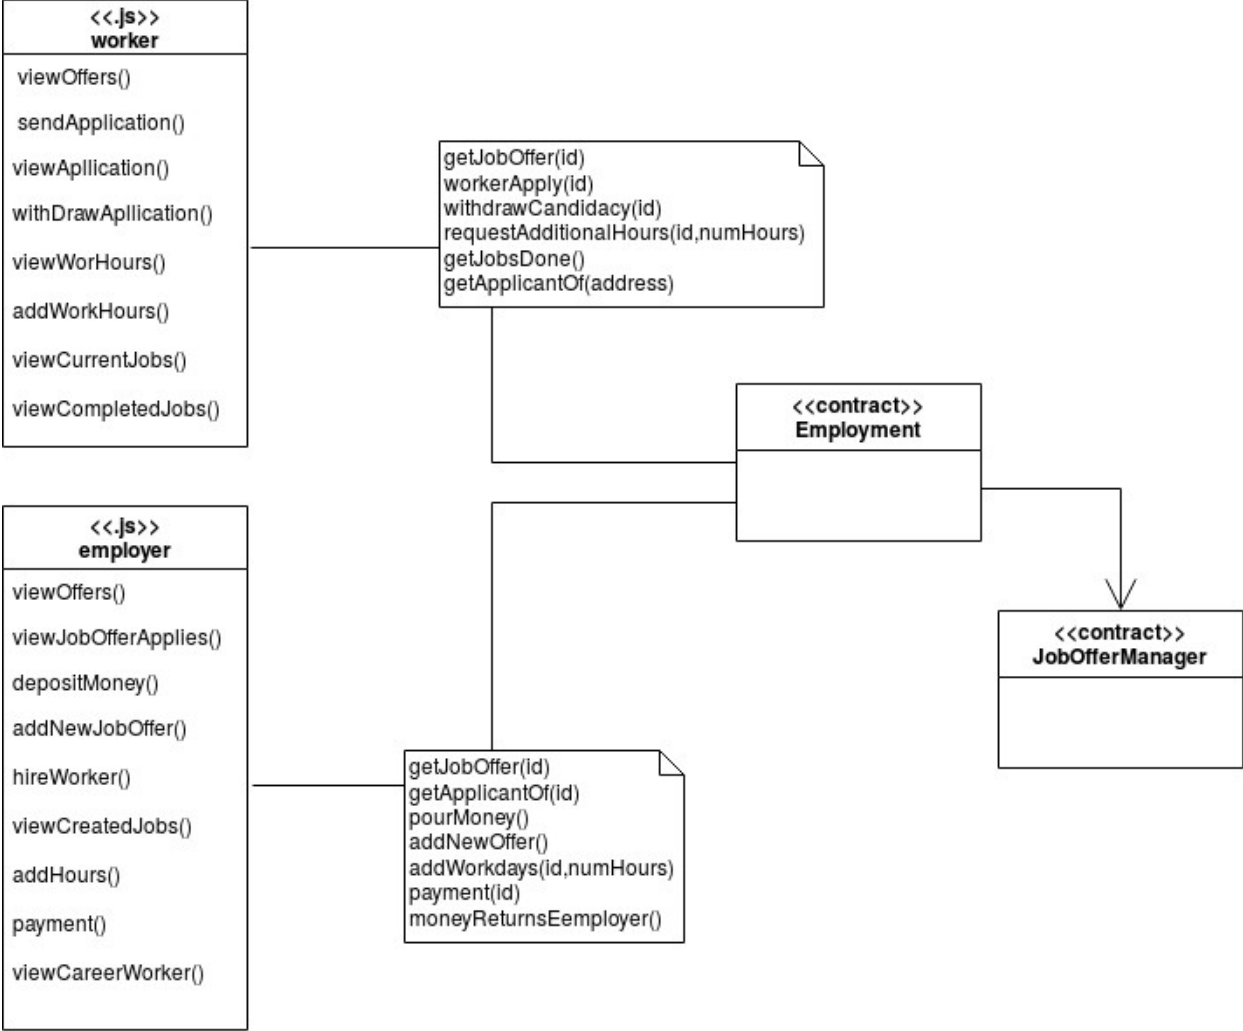 <<.js>>
worker
viewOffers()
sendApplication()
viewApllication()
withDrawApllication()
viewWorHours()
addWorkHours()
viewCurrentJobs()
viewCompletedJobs()
getJobOffer(id)
workerApply(id)
withdrawCandidacy(id)
requestAdditionalHours(id,numHours)
getJobsDone()
getApplicantOf(address)
<<contract>>
Employment
<<.js>>
employer
viewOffers()
viewJobOfferApplies()
depositMoney()
addNewJobOffer()
hireWorker()
viewCreatedJobs()
addHours()
payment()
viewCareerWorker()
getJobOffer(id)
getApplicantOf(id)
pourMoney()
addNewOffer()
addWorkdays(id,numHours)
payment(id)
moneyReturnsEemployer()
<<contract>>
JobOfferManager